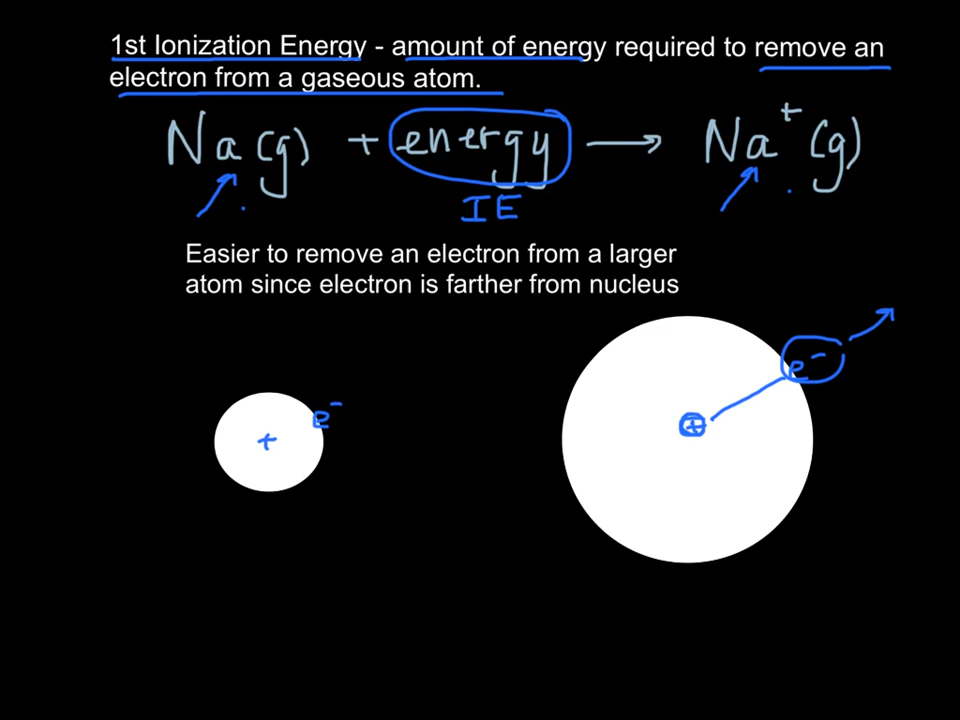 1st Ionization Energy - amount of energy required to remove an
electron from a gaseous atom.
Na(g) + energy → Na⁺(g)
IE
Easier to remove an electron from a larger
atom since electron is farther from nucleus
e⁻
+ e⁻
+